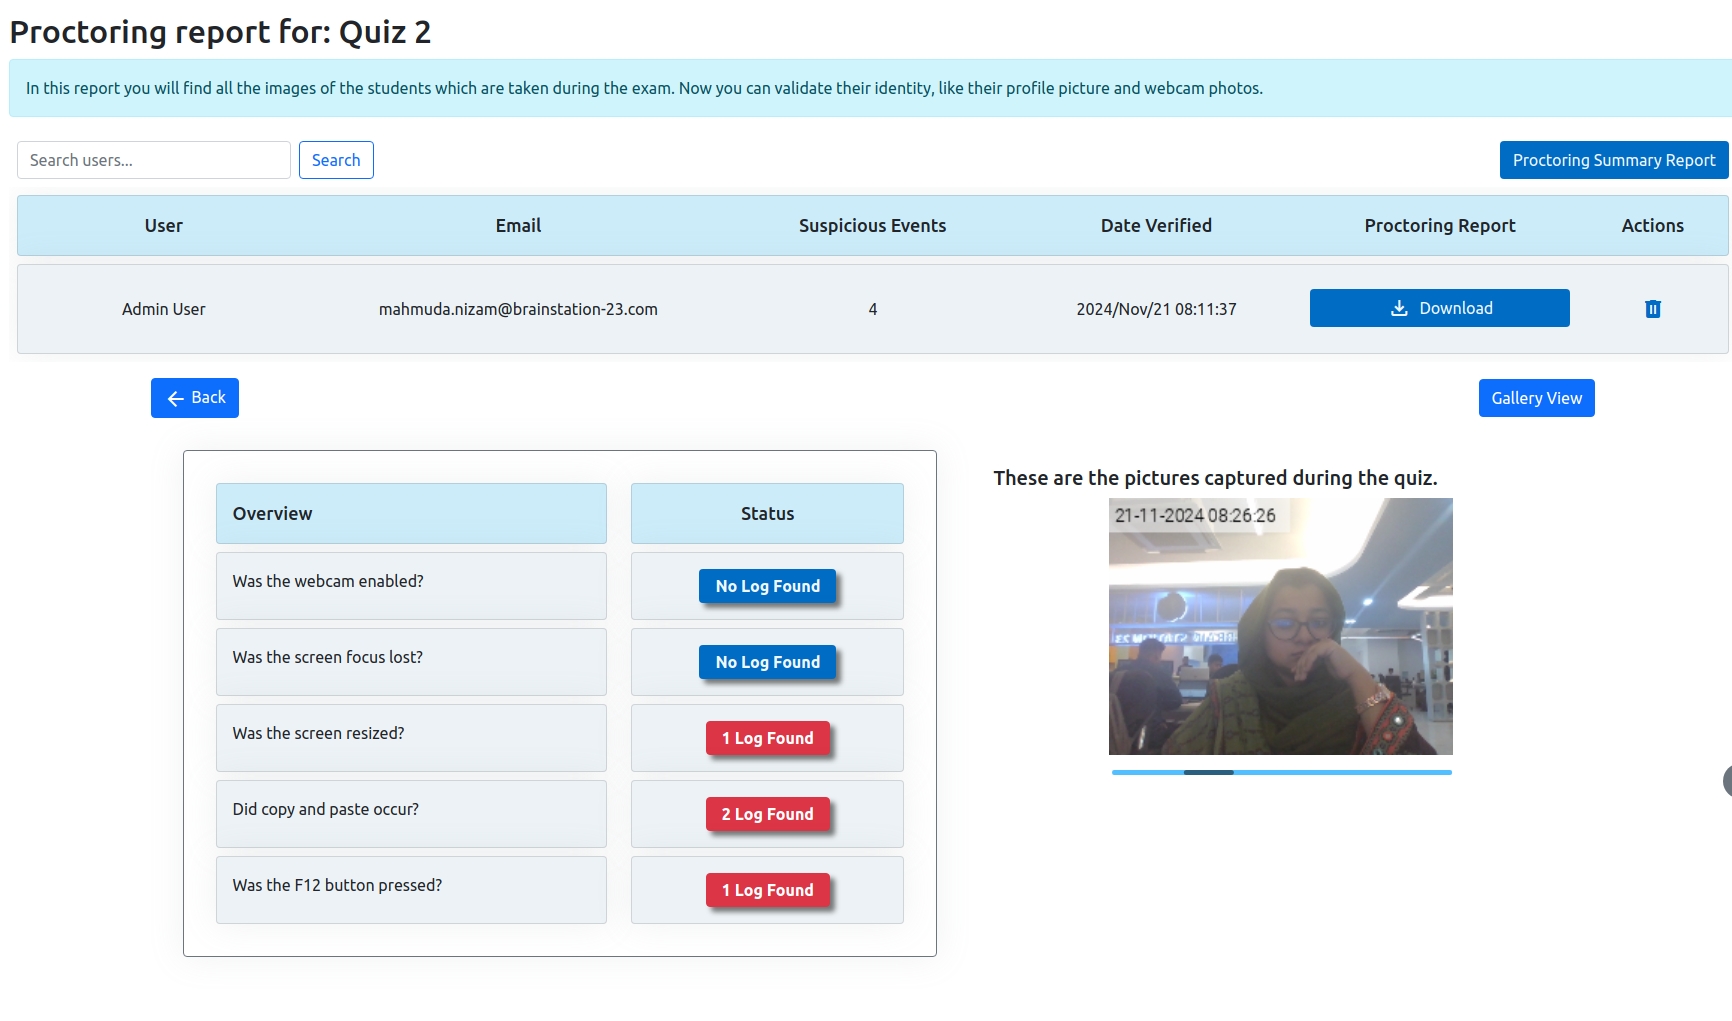 Proctoring report for: Quiz 2
In this report you will find all the images of the students which are taken during the exam. Now you can validate their identity, like their profile picture and webcam photos.
Search users...
Search
Proctoring Summary Report
User Email Suspicious Events Date Verified Proctoring Report Actions
Admin User mahmuda.nizam@brainstation-23.com 4 2024/Nov/21 08:11:37 Download
Back
Gallery View
Overview Status
Was the webcam enabled? No Log Found
Was the screen focus lost? No Log Found
Was the screen resized? 1 Log Found
Did copy and paste occur? 2 Log Found
Was the F12 button pressed? 1 Log Found
These are the pictures captured during the quiz.
21-11-2024 08:26:26